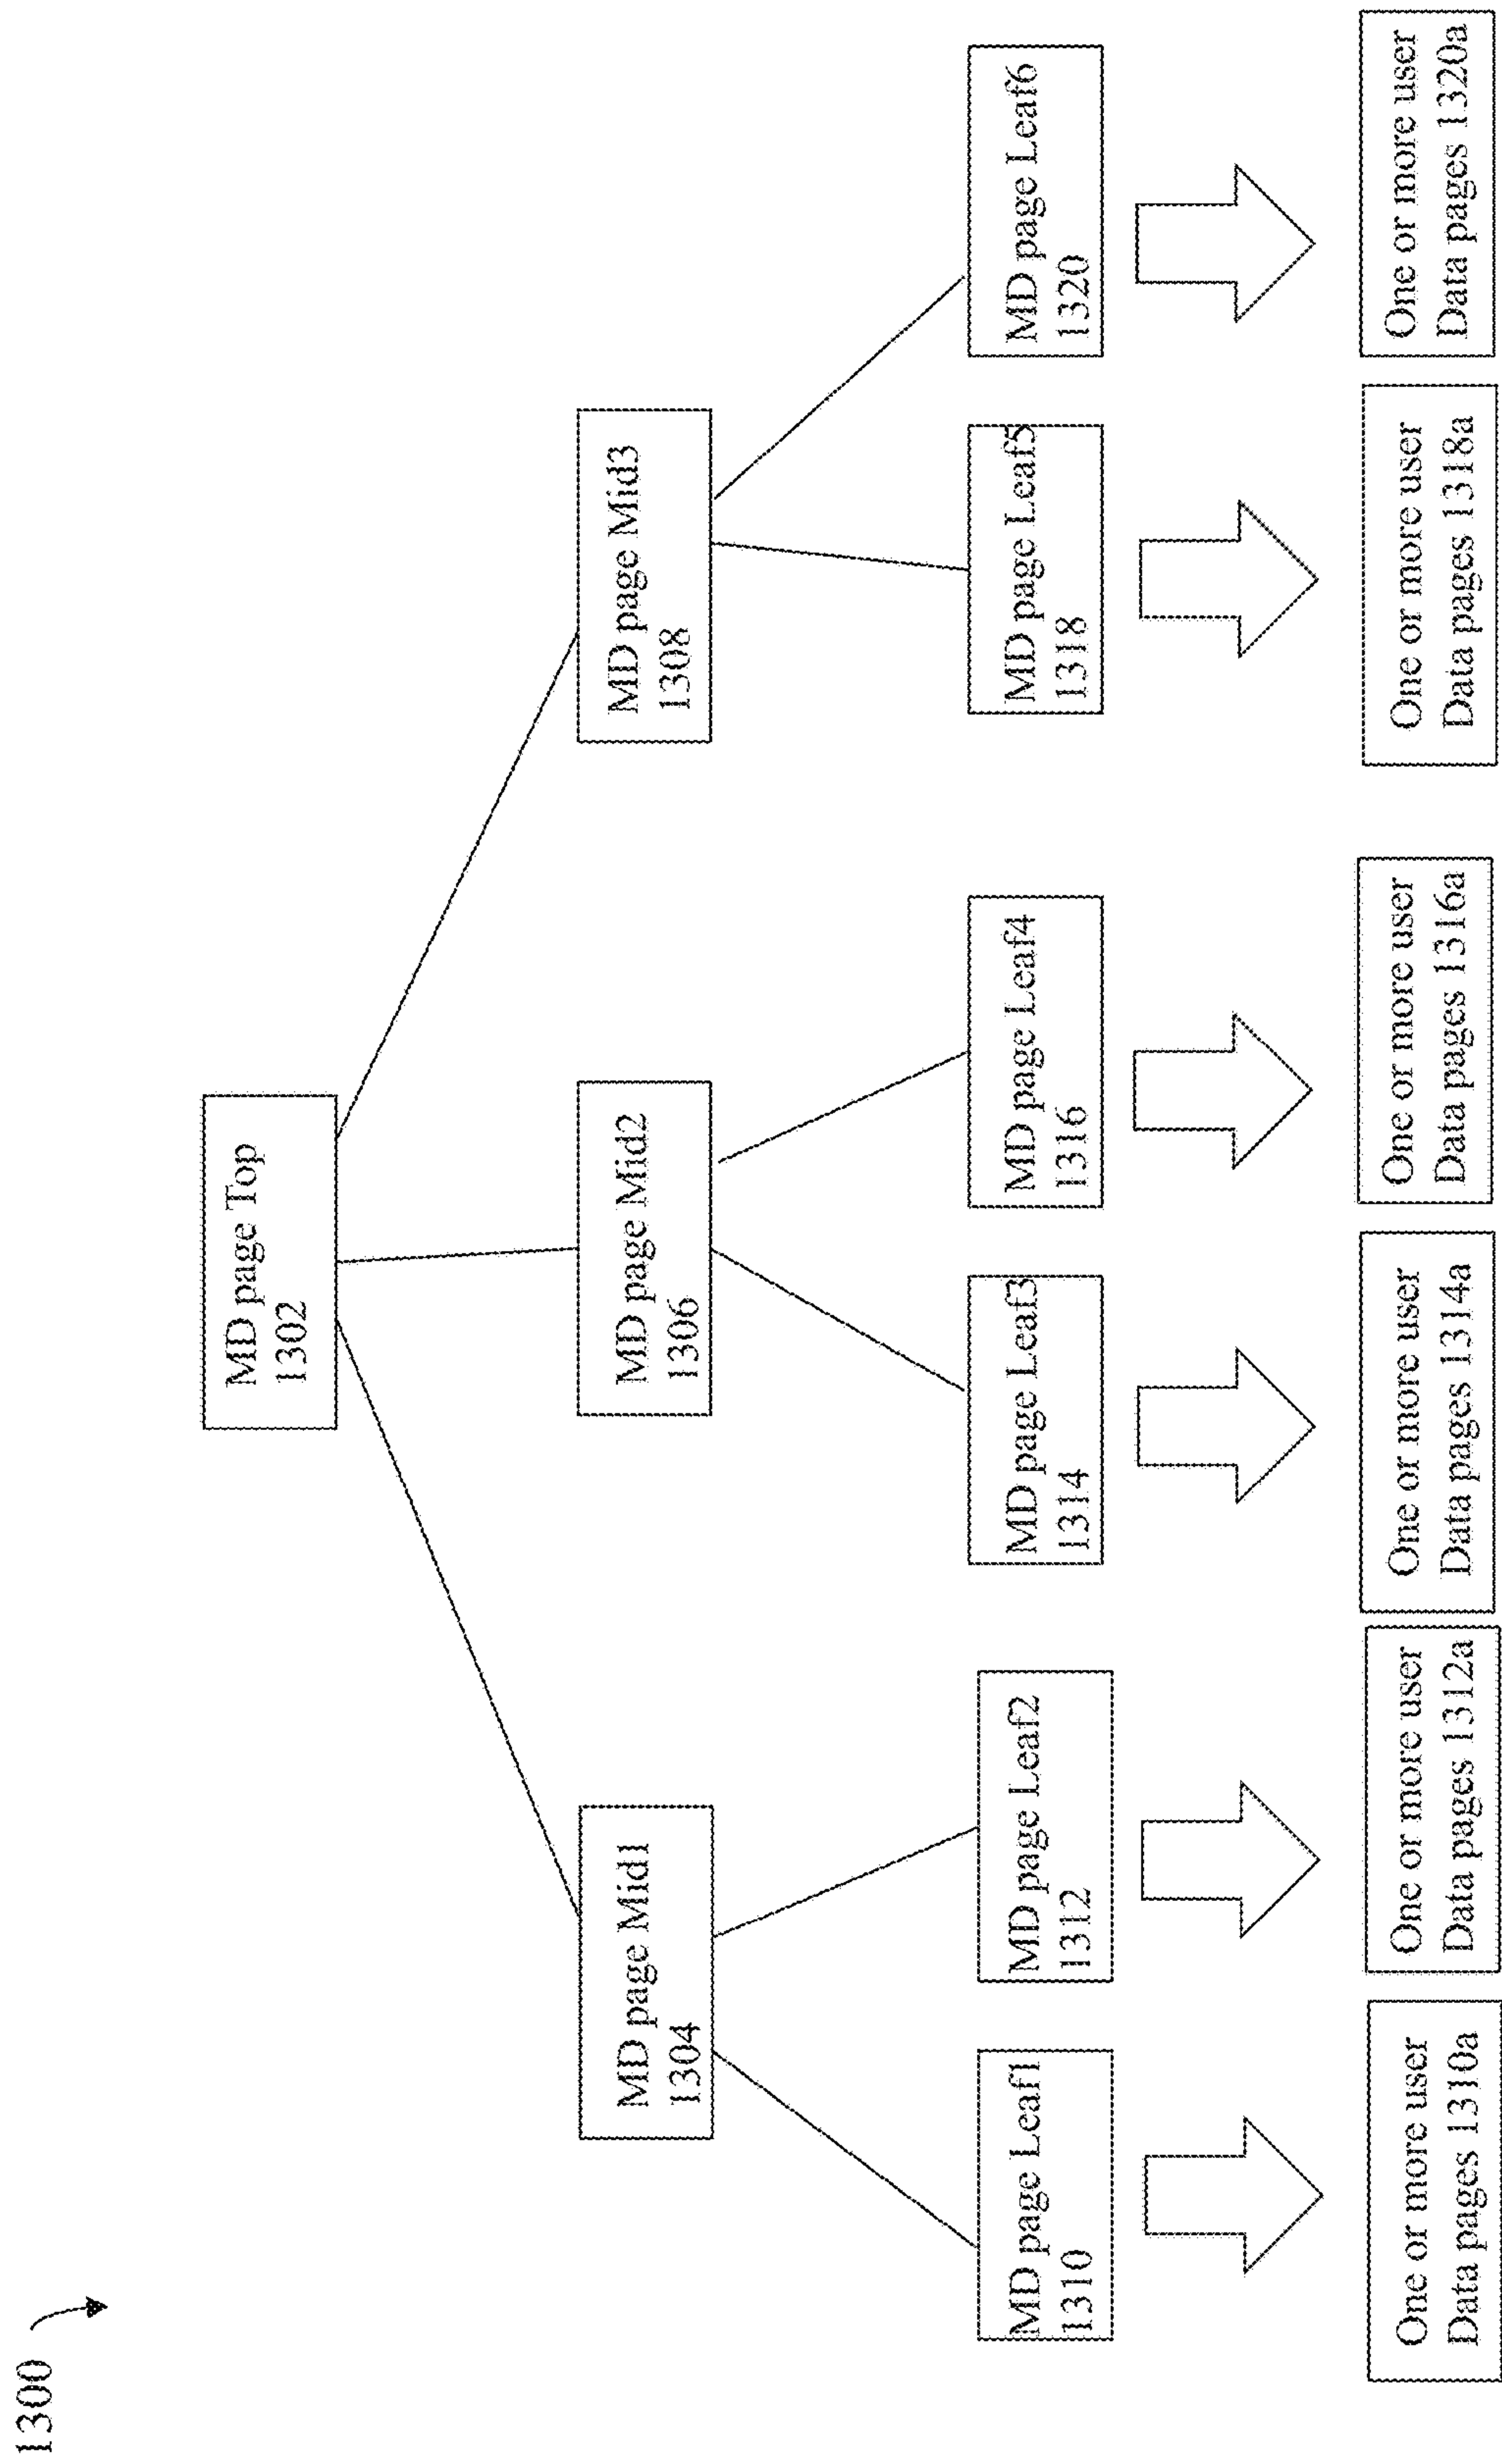 1300
MD page Top
1302
MD page Mid1
1304
MD page Mid2
1306
MD page Mid3
1308
MD page Leaf1
1310
MD page Leaf2
1312
MD page Leaf3
1314
MD page Leaf4
1316
MD page Leaf5
1318
MD page Leaf6
1320
One or more user
Data pages 1310a
One or more user
Data pages 1312a
One or more user
Data pages 1314a
One or more user
Data pages 1316a
One or more user
Data pages 1318a
One or more user
Data pages 1320a